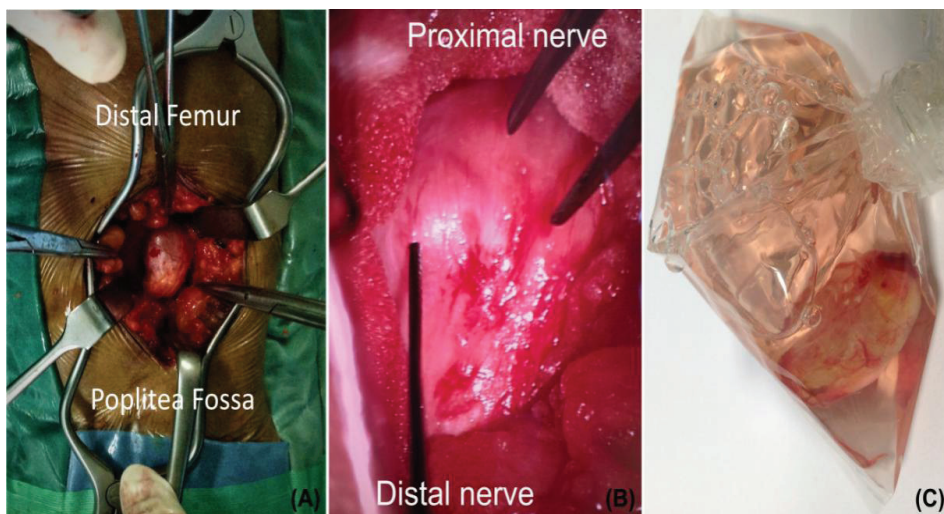 Distal Femur
Poplitea Fossa
(A)
Proximal nerve
Distal nerve
(B)
(C)